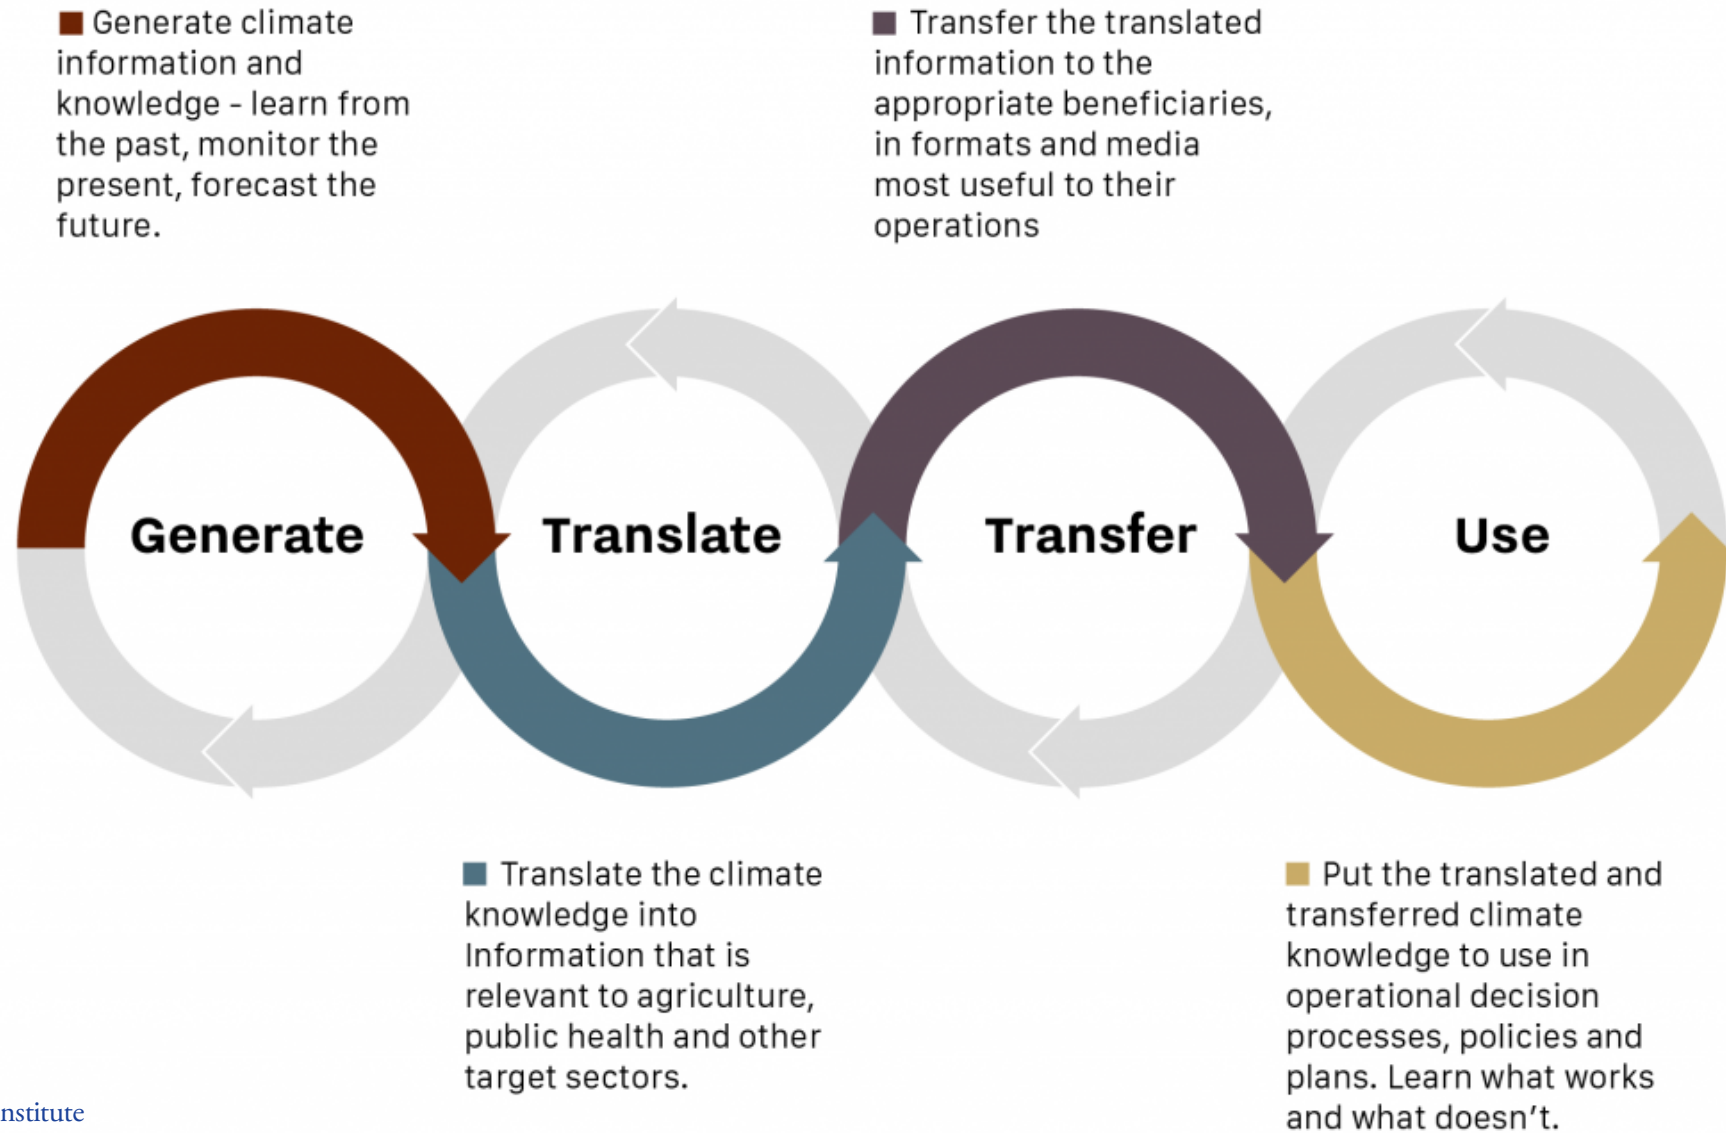 Generate climate
information and
knowledge - learn from
the past, monitor the
present, forecast the
future.
Transfer the translated
information to the
appropriate beneficiaries,
in formats and media
most useful to their
operations
Generate
Translate
Transfer
Use
Translate the climate
knowledge into
Information that is
relevant to agriculture,
public health and other
target sectors.
Put the translated and
transferred climate
knowledge to use in
operational decision
processes, policies and
plans. Learn what works
and what doesn't.
nstitute